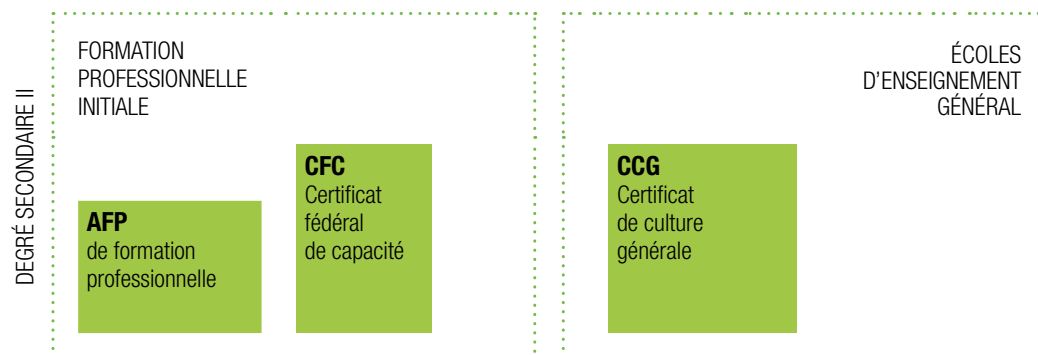 DEGRÉ SECONDAIRE II
FORMATION
PROFESSIONNELLE
INITIALE
AFP
de formation
professionnelle
CFC
Certificat
fédéral
de capacité
ÉCOLES
D'ENSEIGNEMENT
GÉNÉRAL
CCG
Certificat
de culture
générale